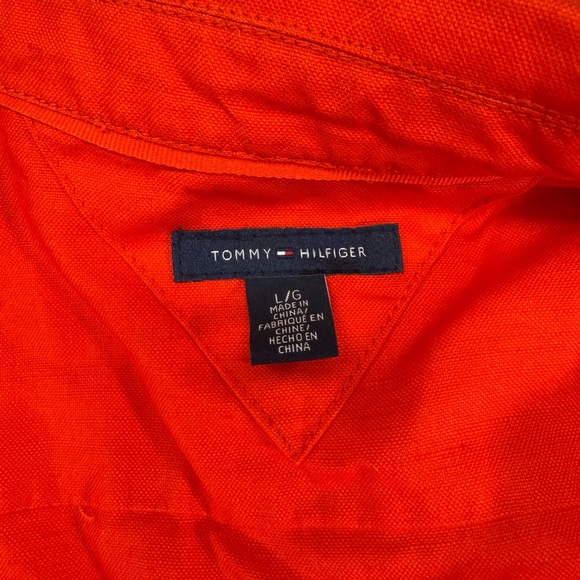 TOMMY HILFIGER
L/G
MADE IN
CHINA/
FABRIQUÉ EN
CHINE/
HECHO EN
CHINA